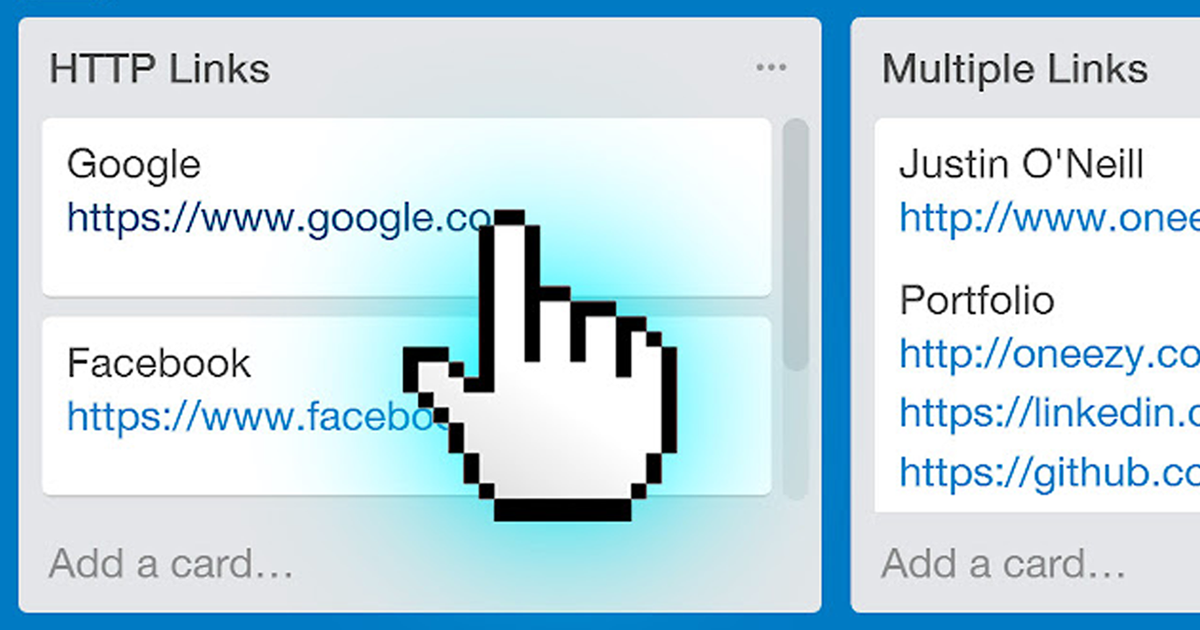 HTTP Links
Google
https://www.google.co
Facebook
https://www.facebo
Add a card...
Multiple Links
Justin O'Neill
http://www.onee
Portfolio
http://oneezy.co
https://linkedin.c
https://github.co
Add a card...